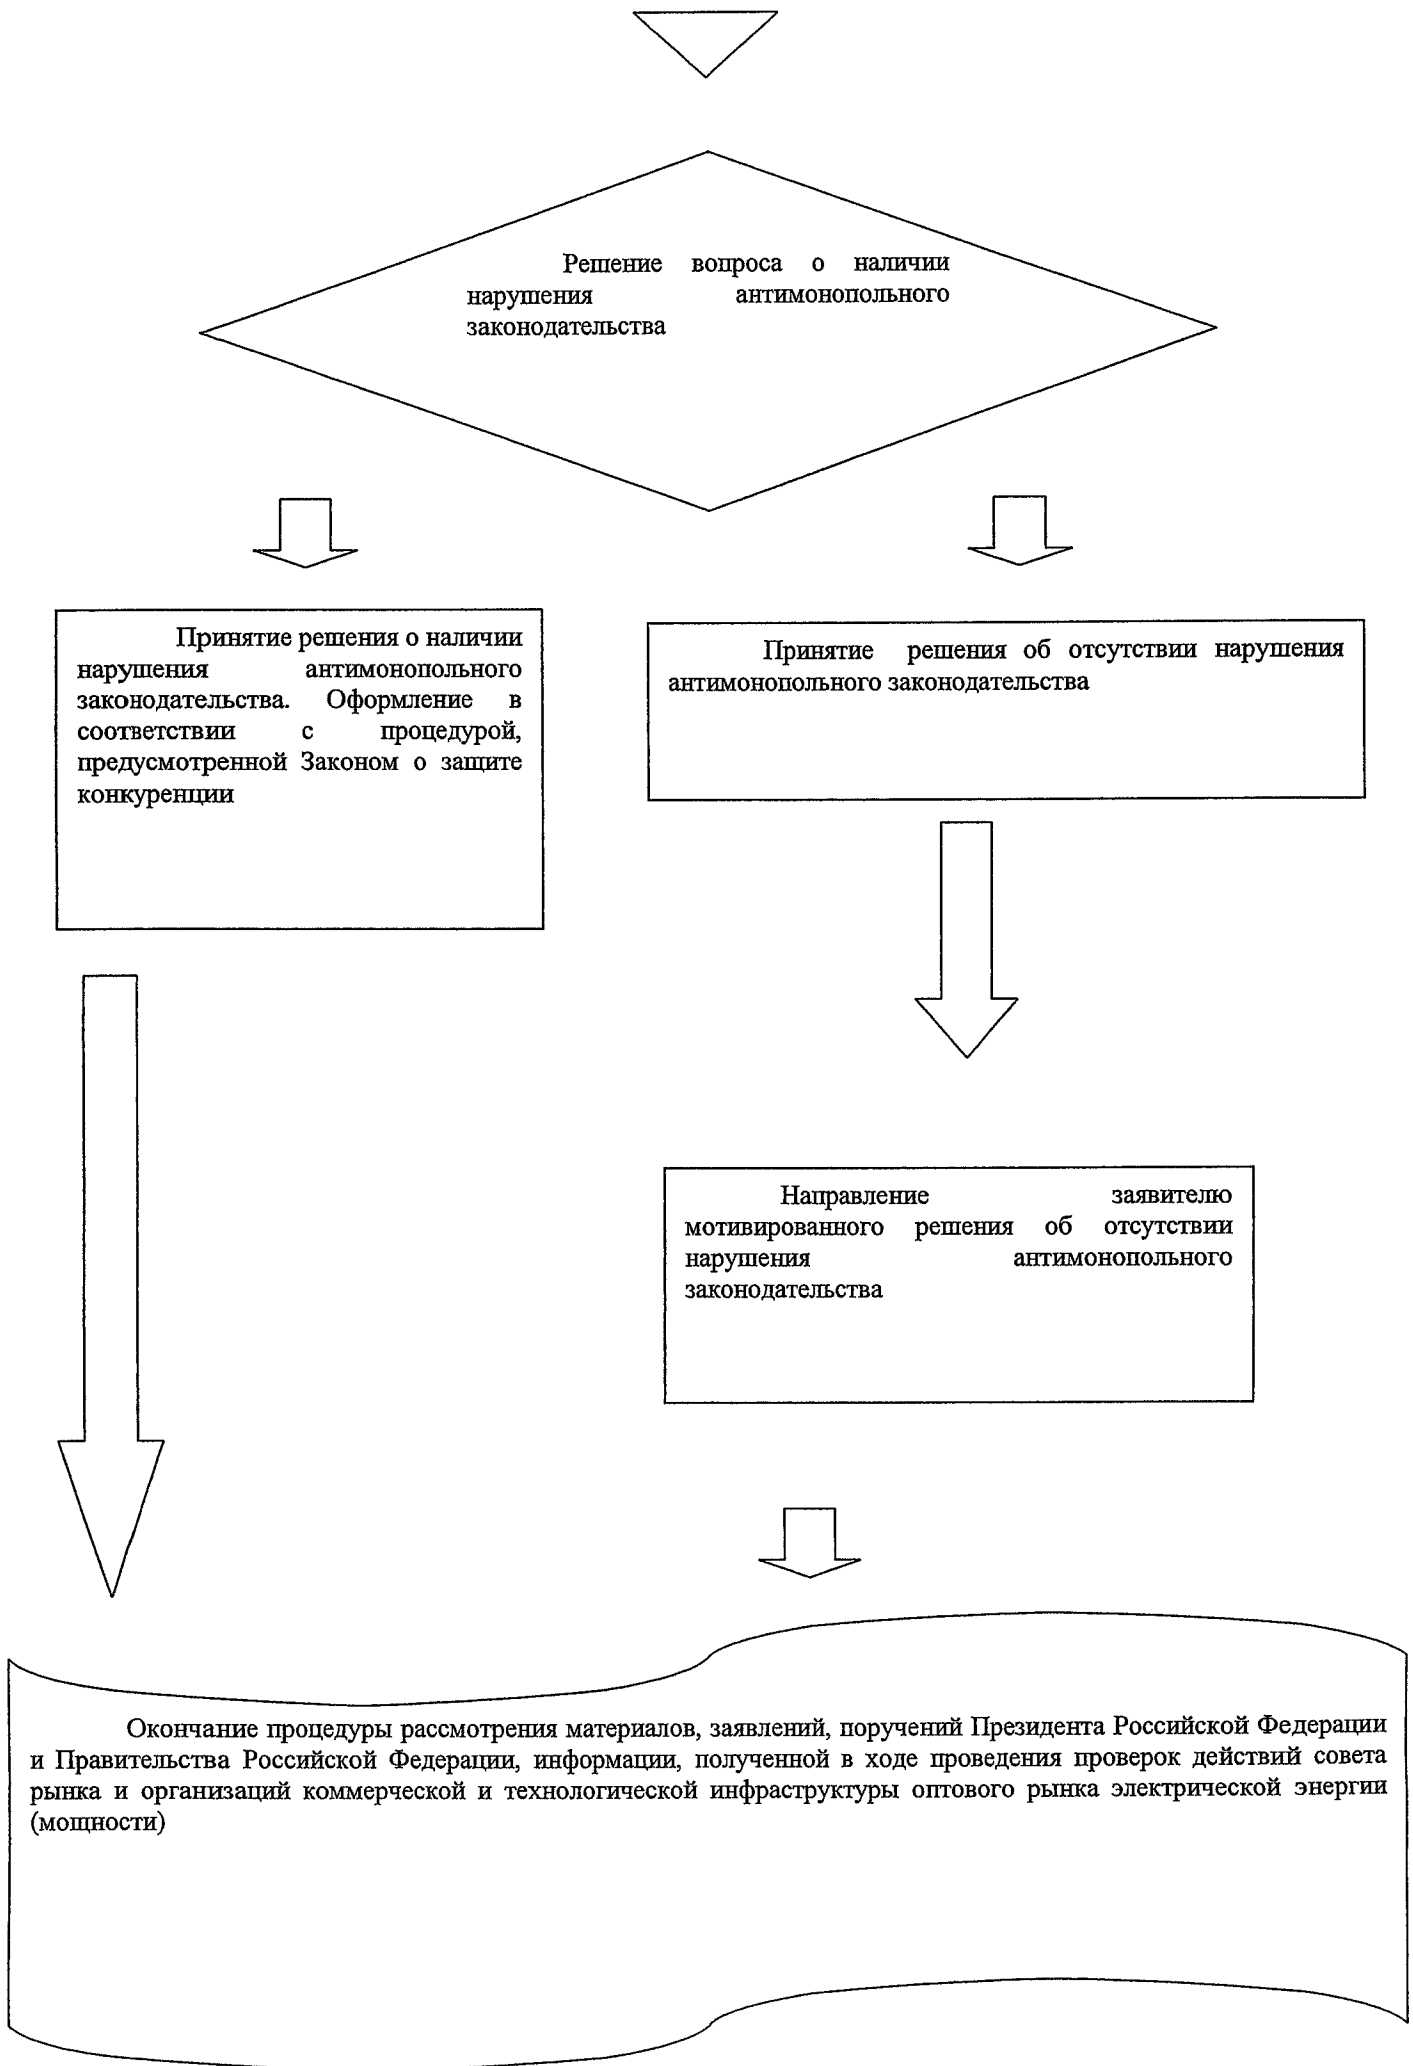 Решение вопроса о наличии
нарушения антимонопольного
законодательства
Принятие решения о наличии
нарушения антимонопольного
законодательства. Оформление в
соответствии с процедурой,
предусмотренной Законом о защите
конкуренции
Принятие решения об отсутствии нарушения
антимонопольного законодательства
Направление заявителю
мотивированного решения об отсутствии
нарушения антимонопольного
законодательства
Окончание процедуры рассмотрения материалов, заявлений, поручений Президента Российской Федерации
и Правительства Российской Федерации, информации, полученной в ходе проведения проверок действий совета
рынка и организаций коммерческой и технологической инфраструктуры оптового рынка электрической энергии
(мощности)